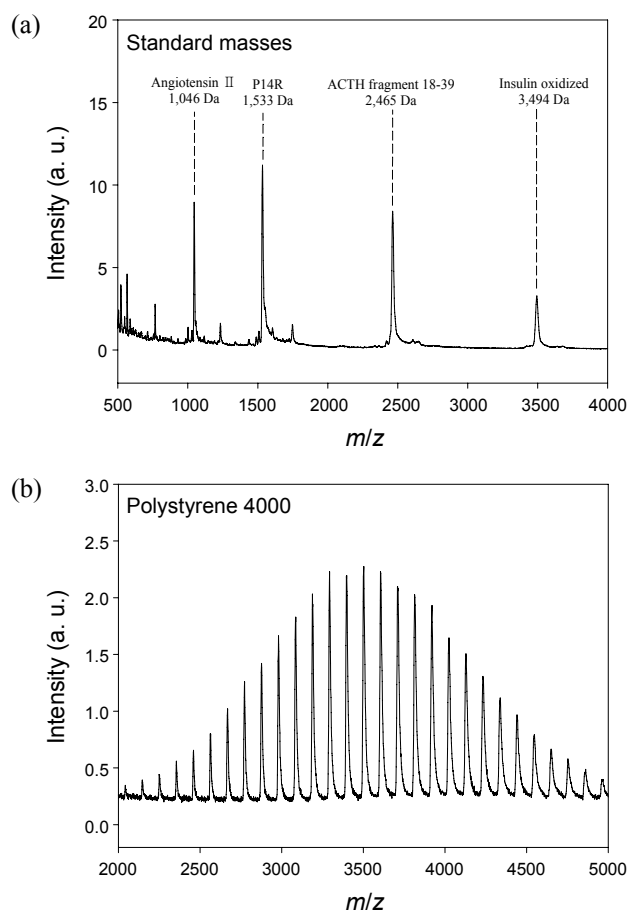 (a)
20
15
10
5
0
Intensity (a. u.)
Standard masses
Angiotensin Ⅱ
1,046 Da
P14R
1,533 Da
ACTH fragment 18-39
2,465 Da
Insulin oxidized
3,494 Da
500 1000 1500 2000 2500 3000 3500 4000
m/z
(b)
3.0
2.5
2.0
1.5
1.0
0.5
0.0
Intensity (a. u.)
Polystyrene 4000
2000 2500 3000 3500 4000 4500 5000
m/z